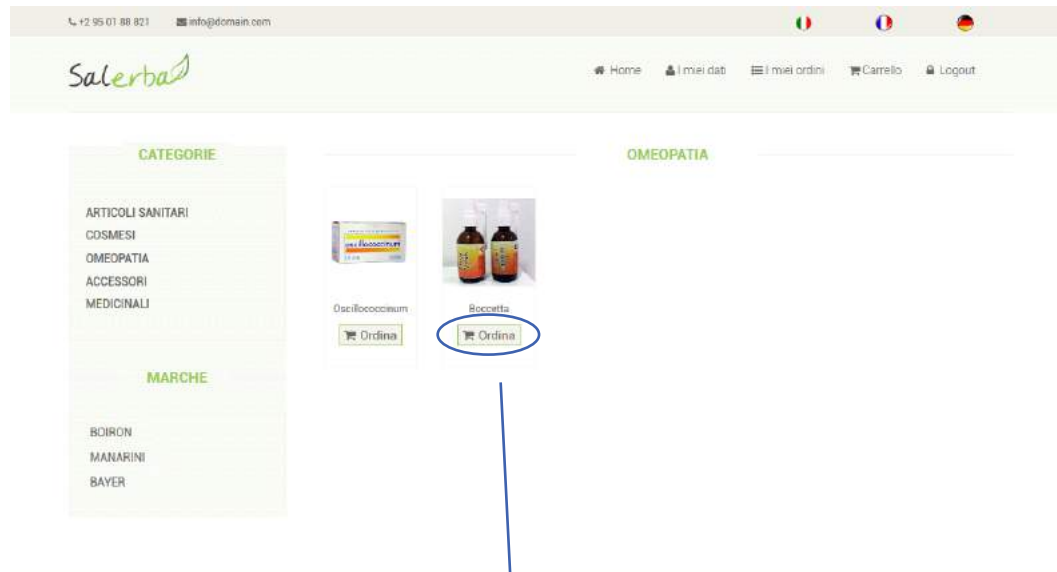 +2 95 01 88 821 info@domain.com
Salerba
Home I miei dati I miei ordini Carrello Logout
CATEGORIE
ARTICOLI SANITARI
COSMESI
OMEOPATIA
ACCESSORI
MEDICINALI
MARCHE
BOIRON
MANARINI
BAYER
OMEOPATIA
oscillococcinum
Oscillococcinum Boccetta
Ordina Ordina